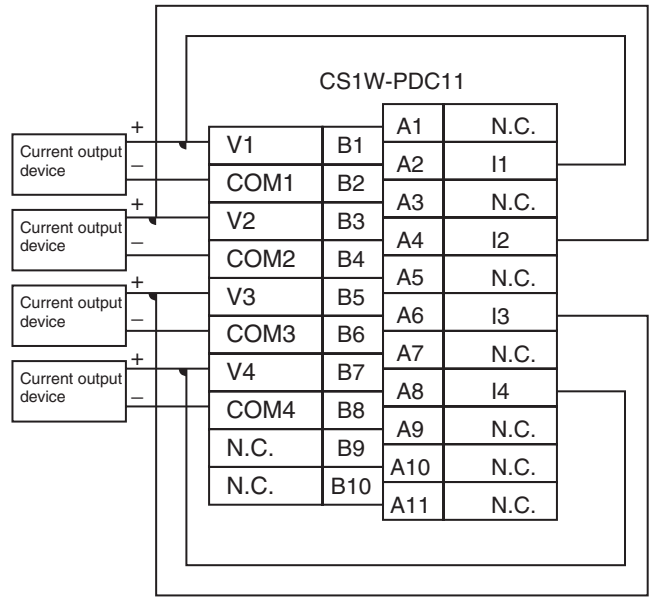 CS1W-PDC11
Current output
device
+
–
Current output
device
+
–
Current output
device
+
–
Current output
device
+
–
V1 B1
COM1 B2
V2 B3
COM2 B4
V3 B5
COM3 B6
V4 B7
COM4 B8
N.C. B9
N.C. B10
A1 N.C.
A2 I1
A3 N.C.
A4 I2
A5 N.C.
A6 I3
A7 N.C.
A8 I4
A9 N.C.
A10 N.C.
A11 N.C.